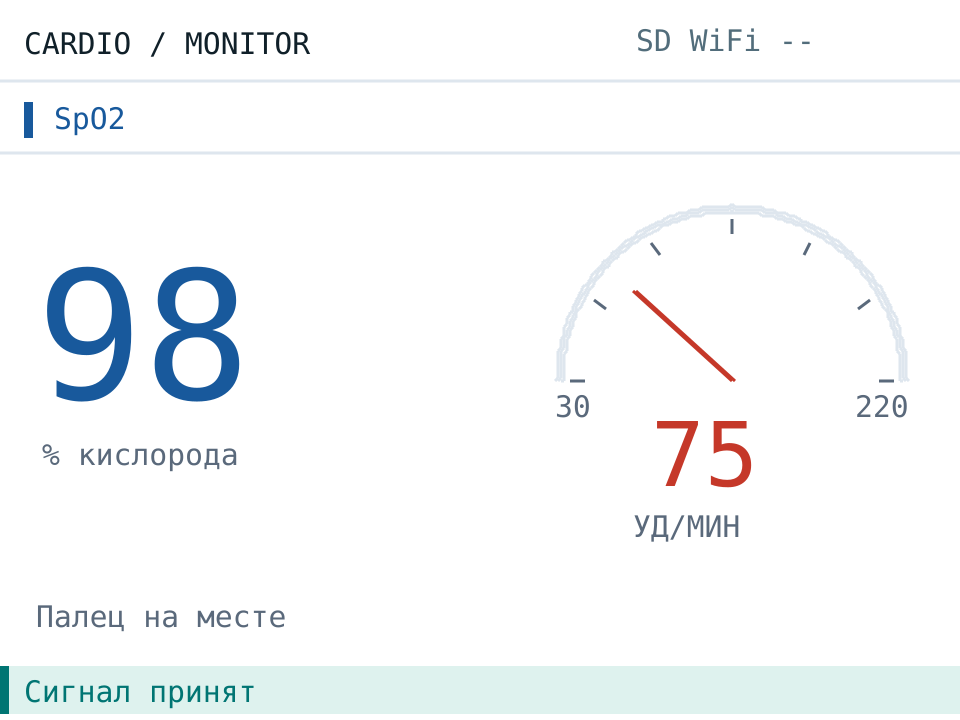 CARDIO / MONITOR
SD WiFi --
SpO2
98
% кислорода
30
220
75
УД/МИН
Палец на месте
Сигнал принят